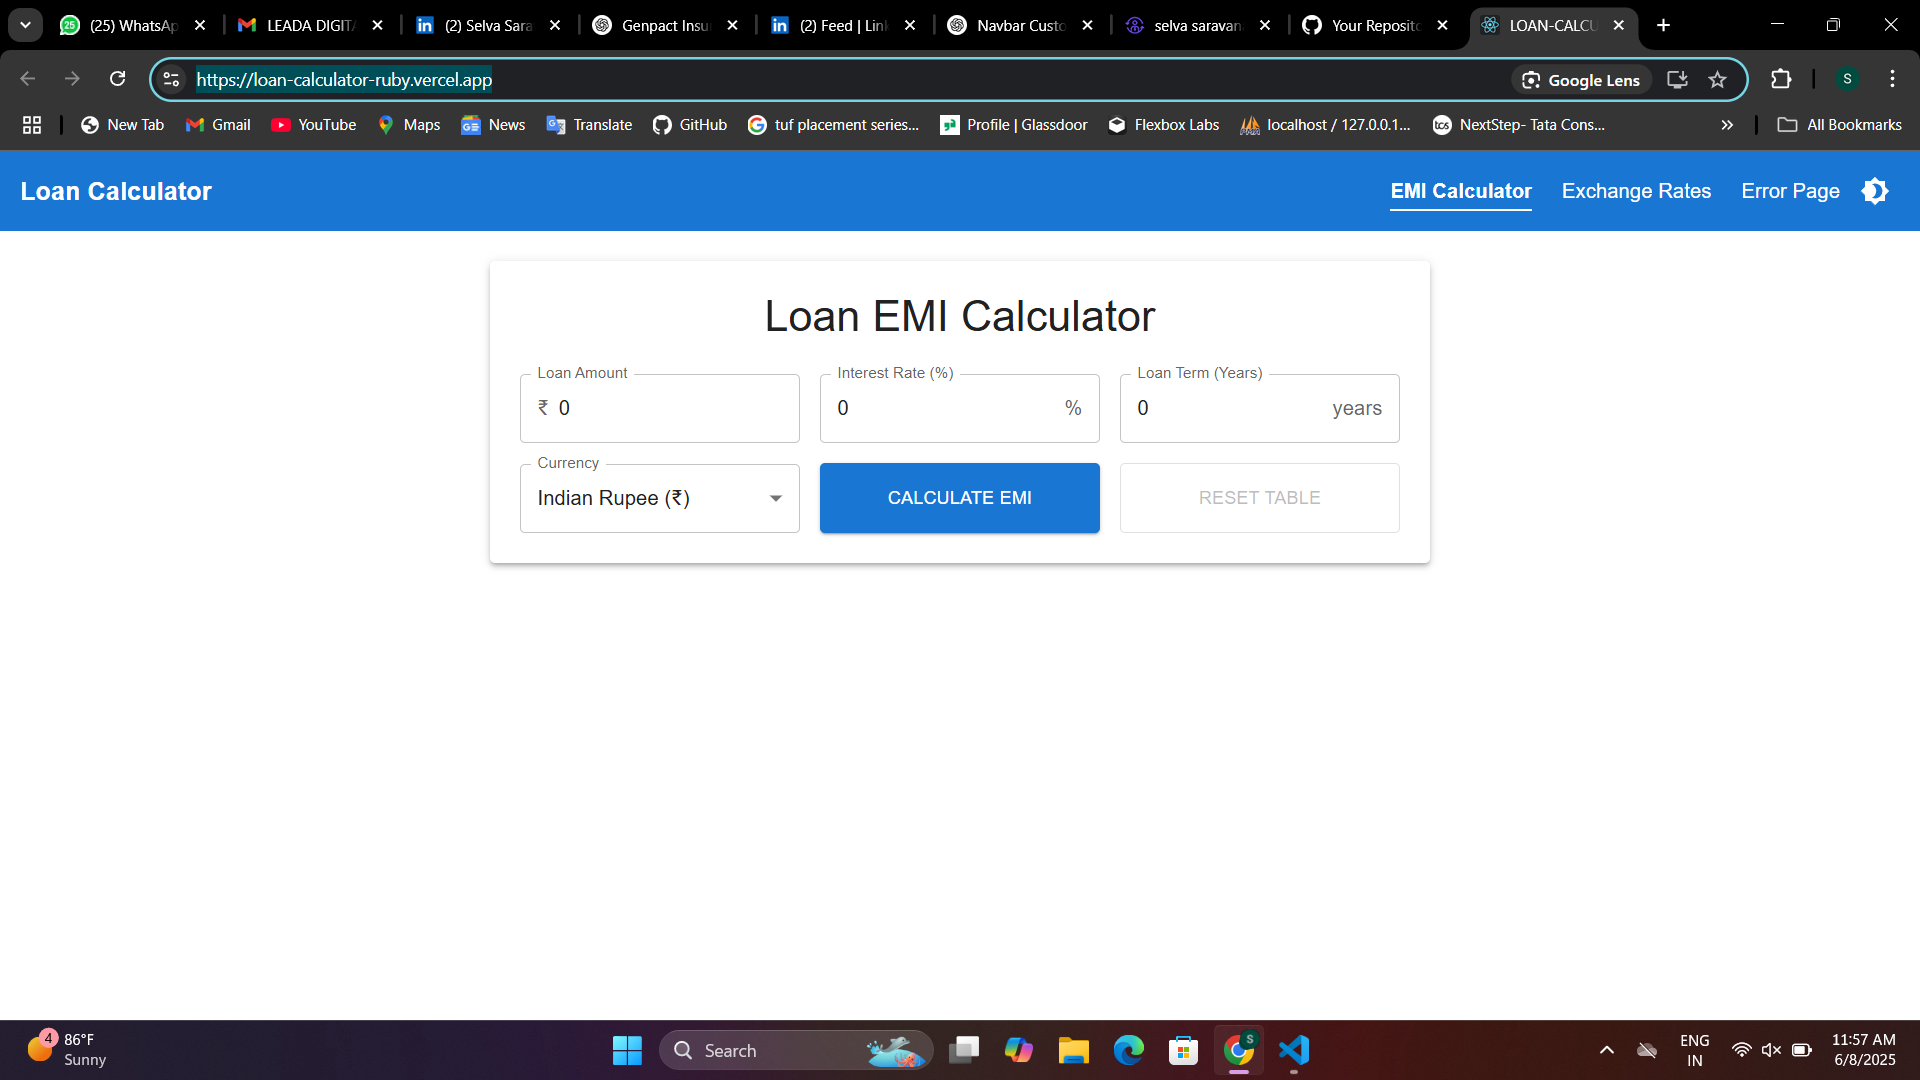 (25) WhatsAp
LEADA DIGIT
(2) Selva Sara
Genpact Insu
(2) Feed | Link
Navbar Custo
selva saravan
Your Reposito
LOAN-CALCU
https://loan-calculator-ruby.vercel.app
Google Lens
S
New Tab
Gmail
YouTube
Maps
News
Translate
GitHub
tuf placement series...
Profile | Glassdoor
Flexbox Labs
localhost / 127.0.0.1...
NextStep- Tata Cons...
All Bookmarks
Loan Calculator
EMI Calculator
Exchange Rates
Error Page
Loan EMI Calculator
Loan Amount
Interest Rate (%)
Loan Term (Years)
₹ 0
0 %
0 years
Currency
Indian Rupee (₹)
CALCULATE EMI
RESET TABLE
4
86°F
Sunny
Search
S
ENG
IN
11:57 AM
6/8/2025